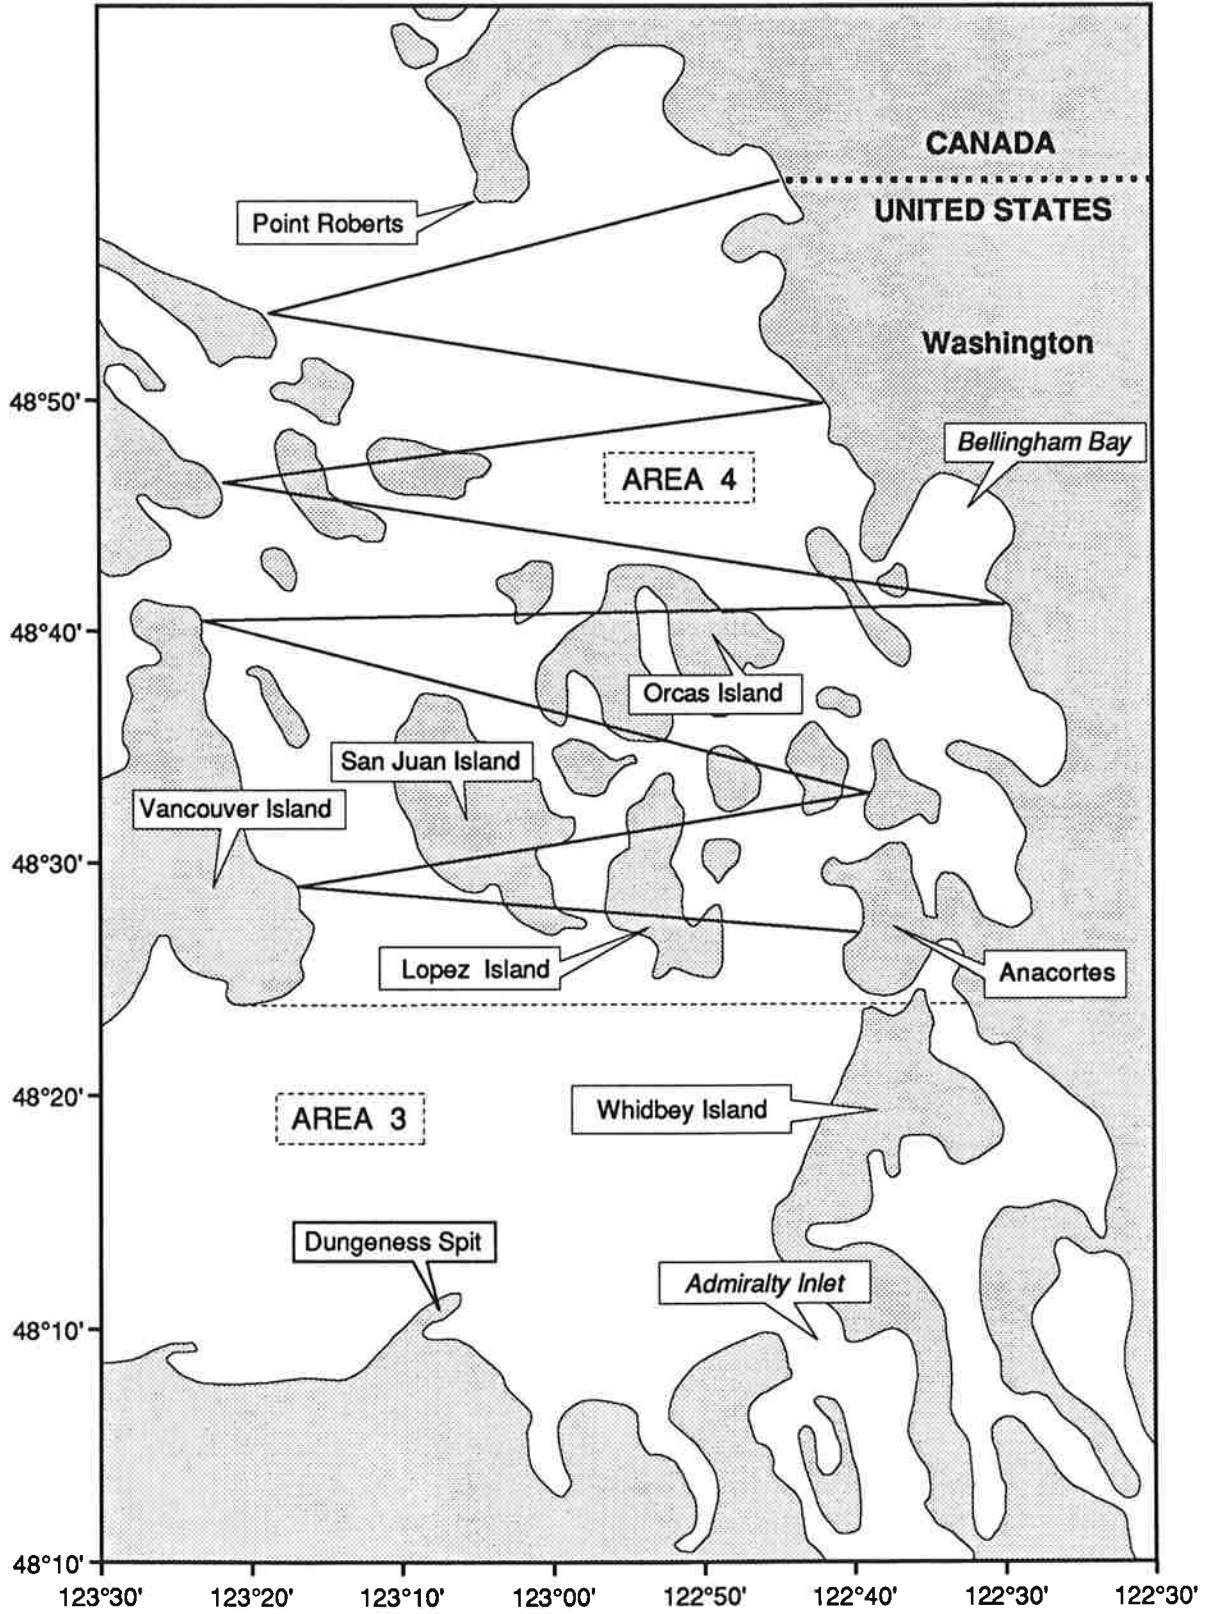 CANADA
UNITED STATES
Point Roberts
Washington
48°50'
Bellingham Bay
AREA 4
48°40'
Orcas Island
San Juan Island
Vancouver Island
48°30'
Lopez Island
Anacortes
48°20'
Whidbey Island
AREA 3
Dungeness Spit
Admiralty Inlet
48°10'
48°10'
123°30' 123°20' 123°10' 123°00' 122°50' 122°40' 122°30' 122°30'